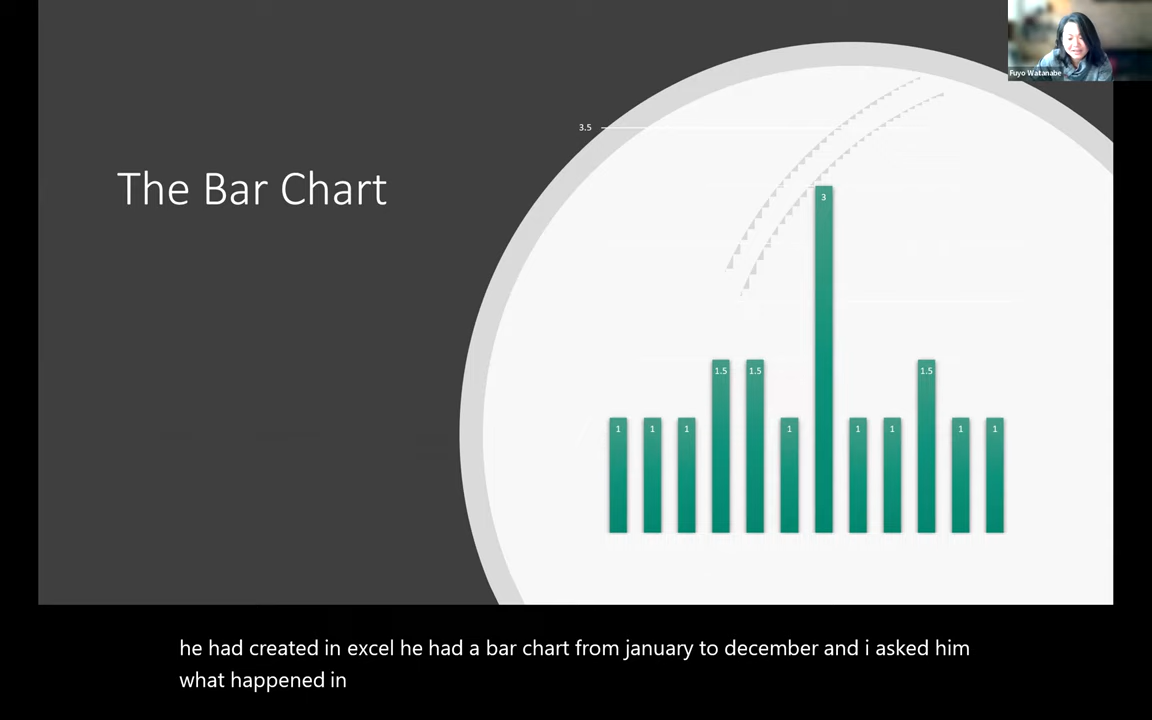 Fuyo Watanabe
3.5
The Bar Chart
3
1.5 1.5 1.5
1 1 1 1 1 1 1 1
he had created in excel he had a bar chart from january to december and i asked him
what happened in